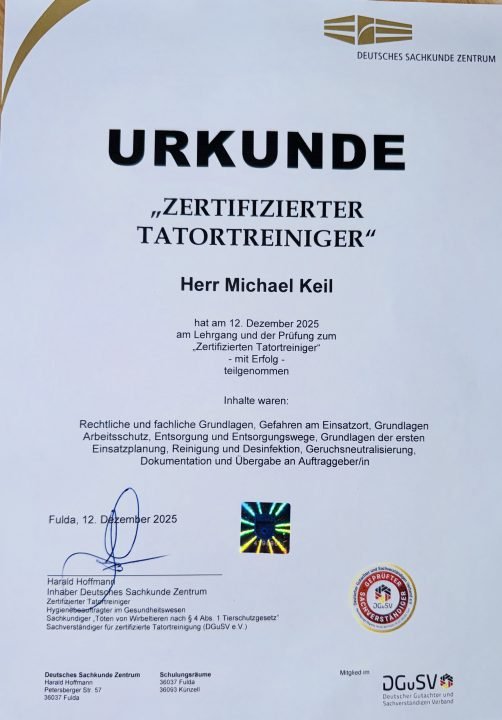 DEUTSCHES SACHKUNDE ZENTRUM
URKUNDE
„ZERTIFIZIERTER
TATORTREINIGER“
Herr Michael Keil
hat am 12. Dezember 2025
am Lehrgang und der Prüfung zum
„Zertifizierten Tatortreiniger“
- mit Erfolg -
teilgenommen
Inhalte waren:
Rechtliche und fachliche Grundlagen, Gefahren am Einsatzort, Grundlagen
Arbeitsschutz, Entsorgung und Entsorgungswege, Grundlagen der ersten
Einsatzplanung, Reinigung und Desinfektion, Geruchsneutralisierung,
Dokumentation und Übergabe an Auftraggeber/in
Fulda, 12. Dezember 2025
Harald Hoffmann
Inhaber Deutsches Sachkunde Zentrum
Zertifizierter Tatortreiniger
Hygienebeauftragter im Gesundheitswesen
Sachkundiger „Töten von Wirbeltieren nach § 4 Abs. 1 Tierschutzgesetz“
Sachverständiger für zertifizierte Tatortreinigung (DGuSV e.V.)
GEPRÜFTER
DGuSV
SACHVERSTÄNDIGER
Deutsches Sachkunde Zentrum
Harald Hoffmann
Petersberger Str. 57
36037 Fulda
Schulungsräume
36037 Fulda
36093 Künzell
Mitglied im
DGuSV
Deutscher Gutachter und
Sachverständigen Verband